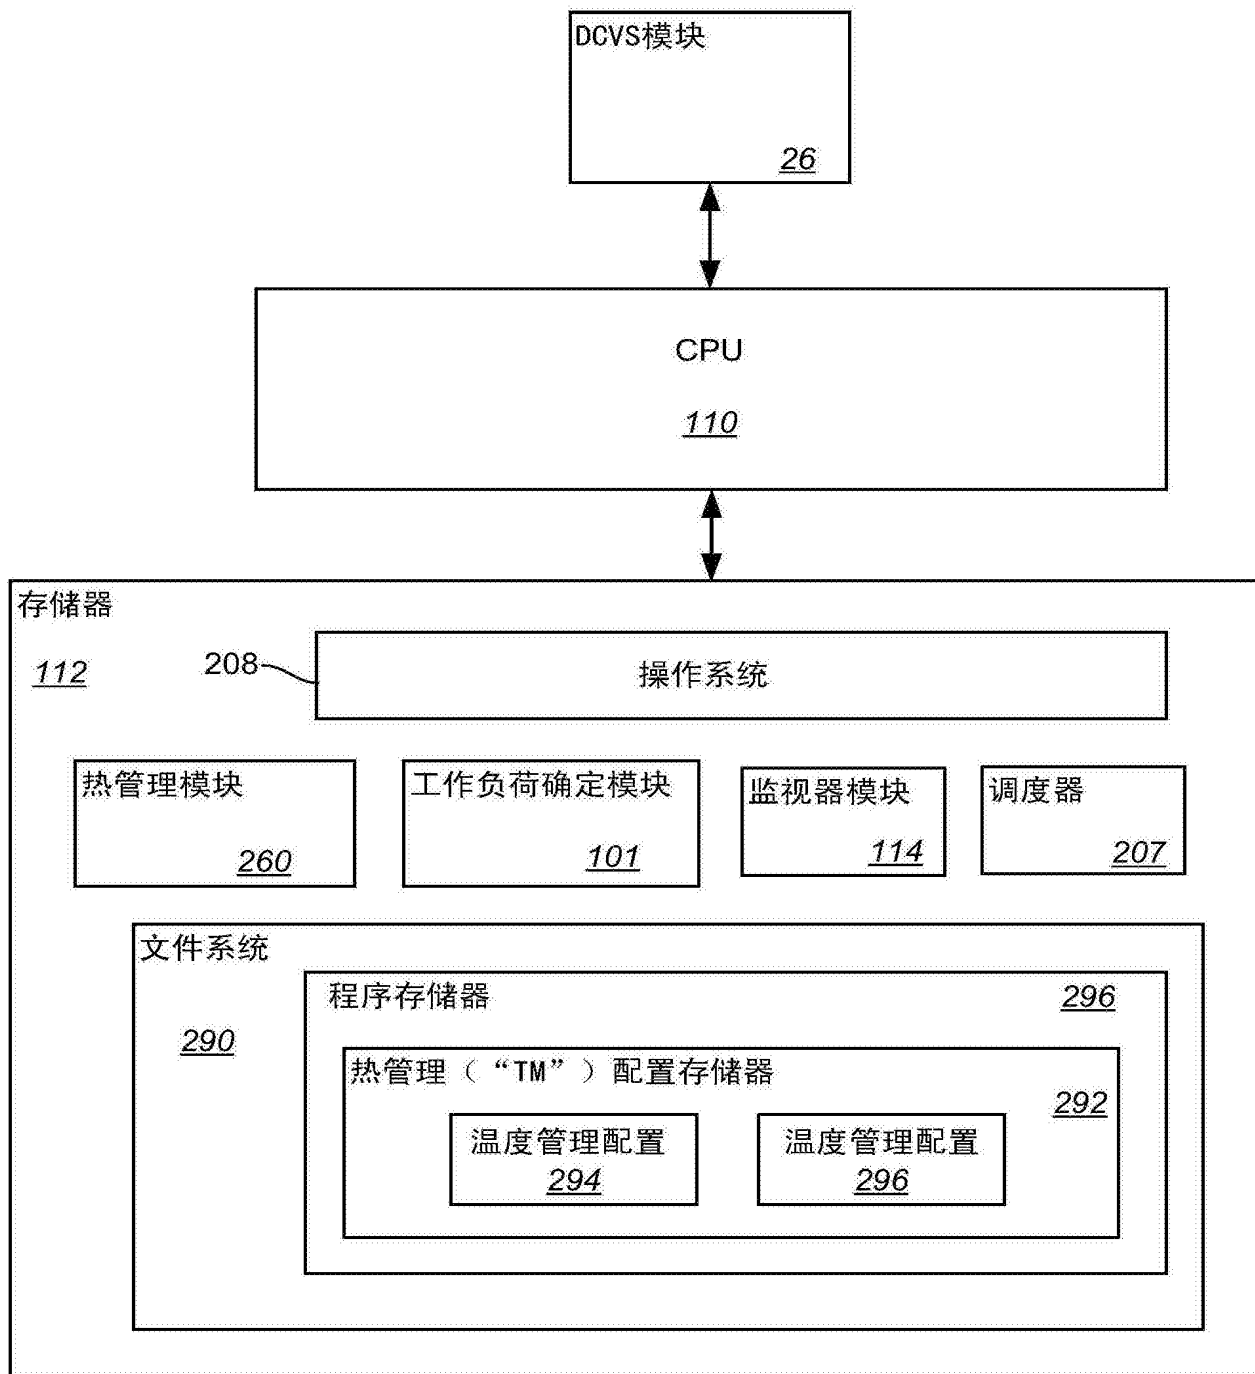 DCVS模块
26
CPU
110
存储器
112
208
操作系统
热管理模块
260
工作负荷确定模块
101
监视器模块
114
调度器
207
文件系统
290
程序存储器
296
热管理（“TM”）配置存储器
292
温度管理配置
294
温度管理配置
296